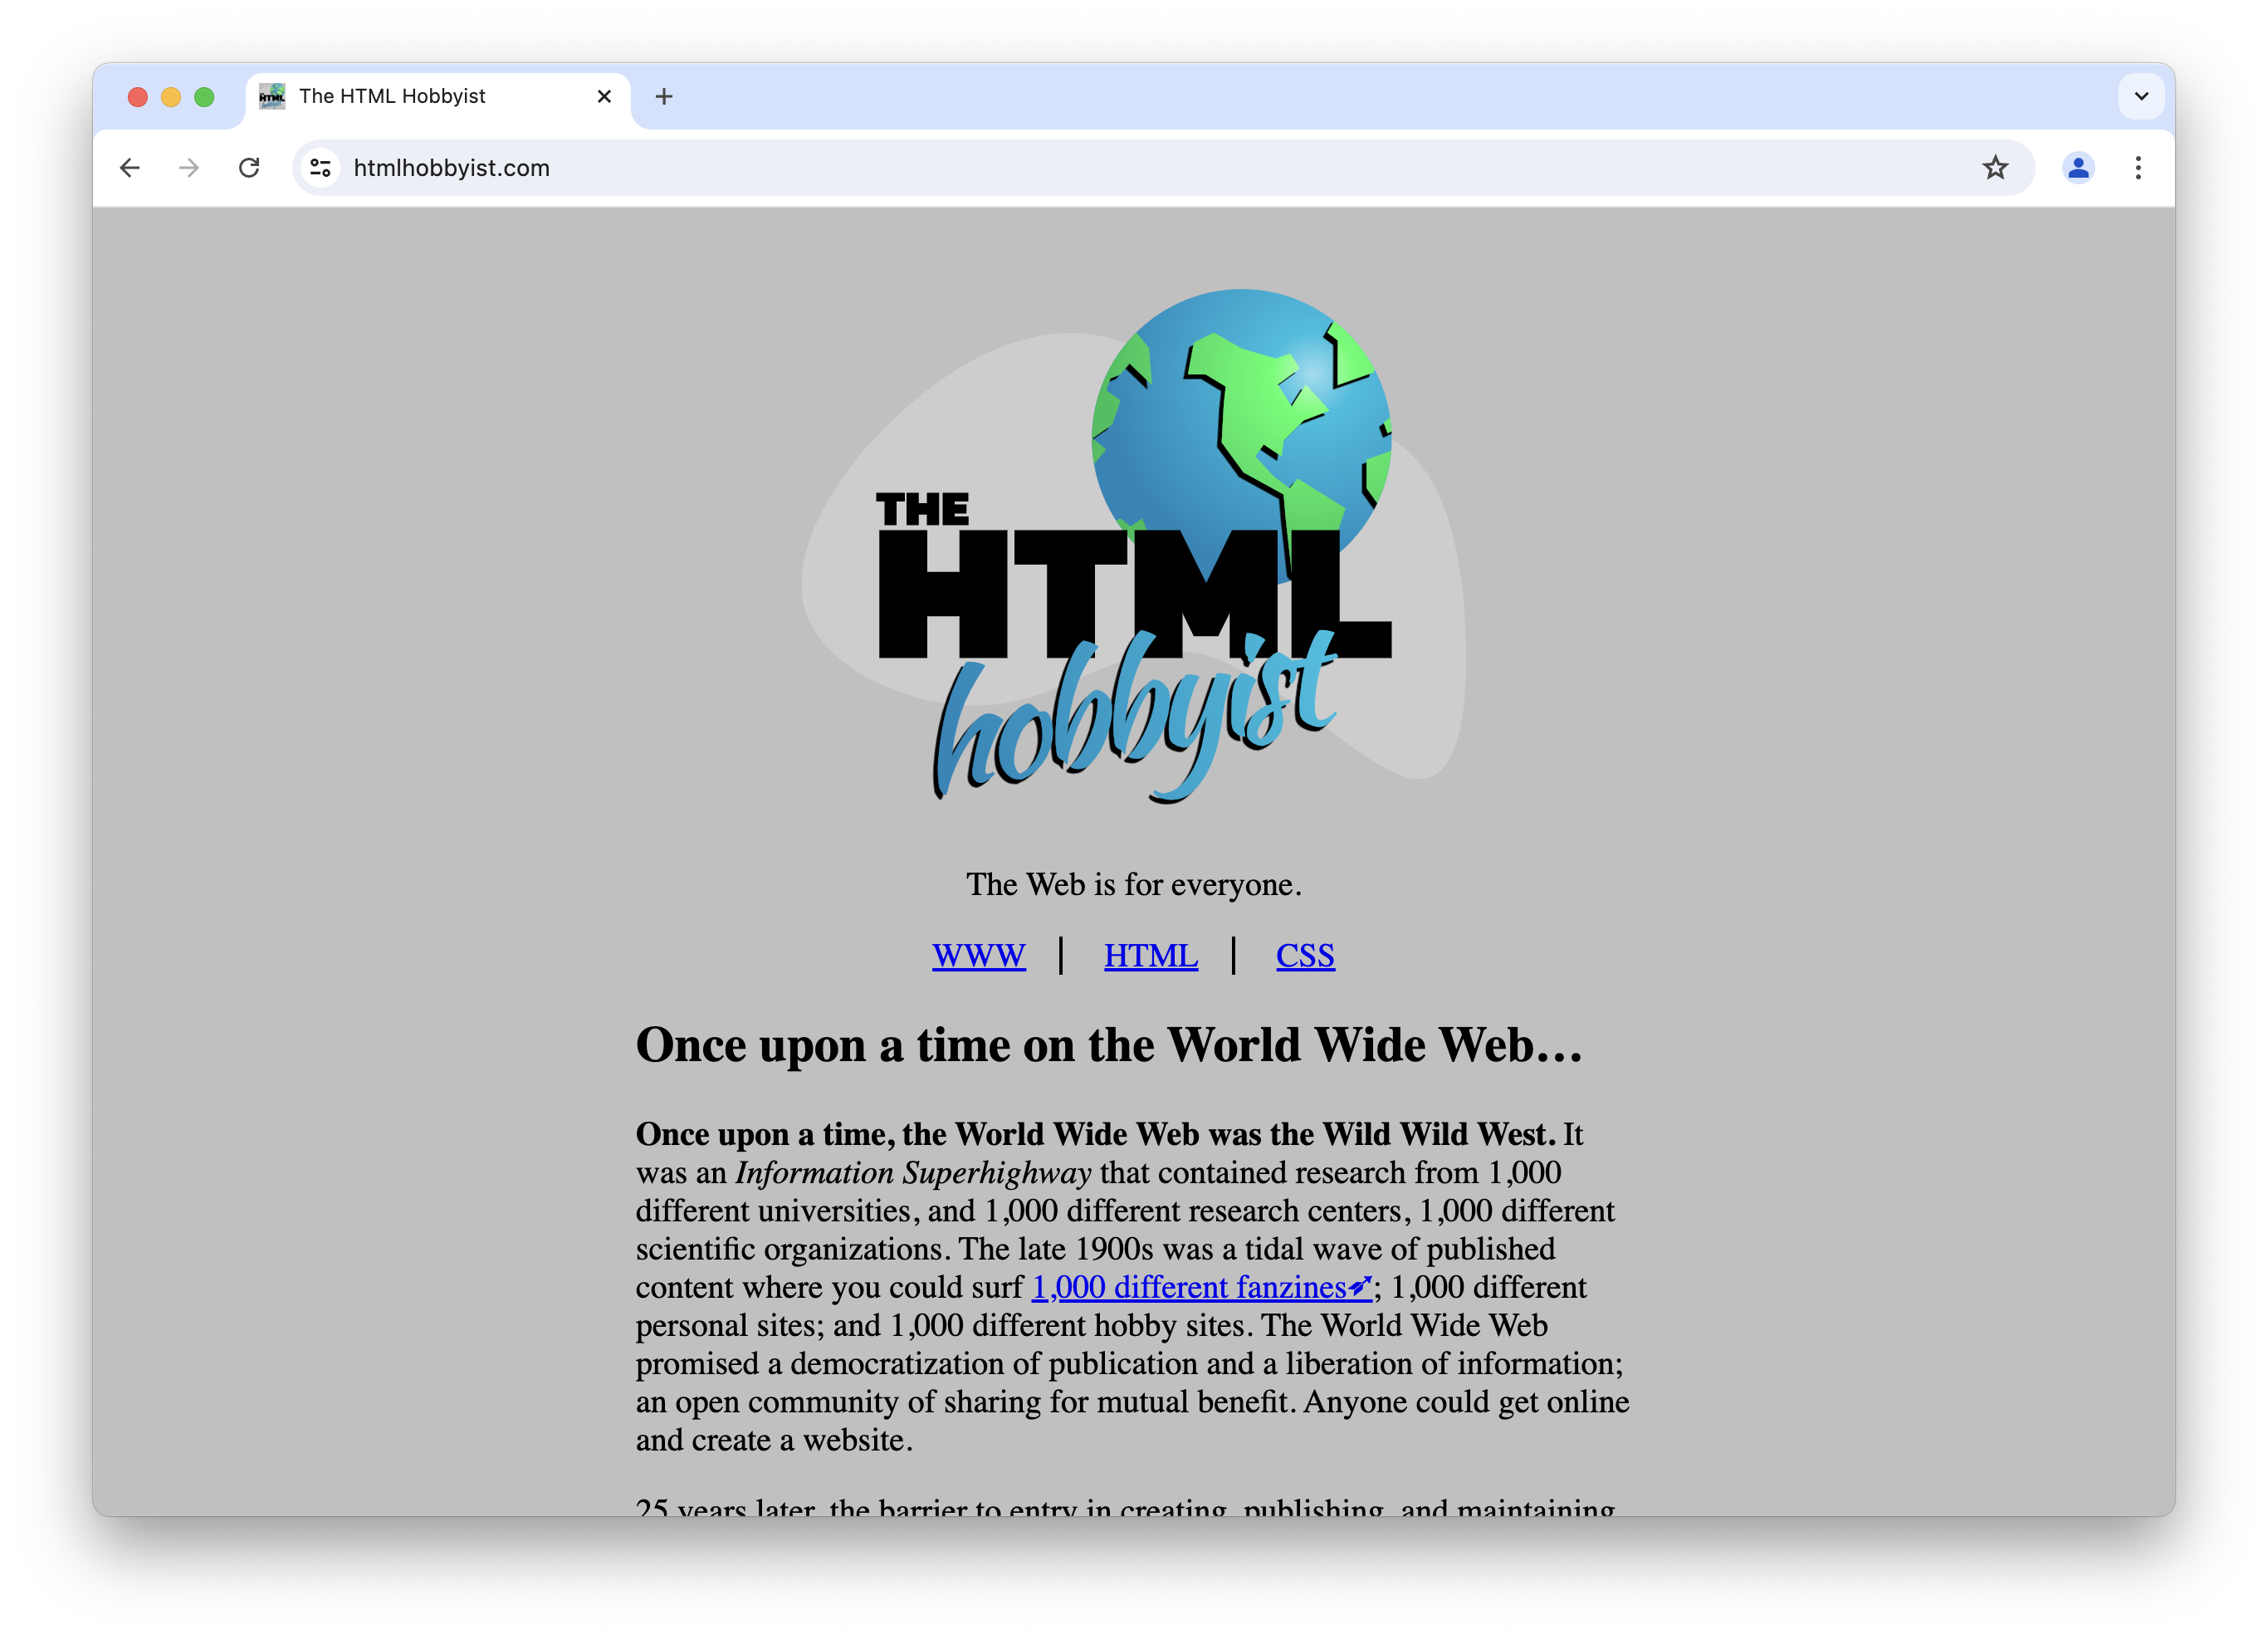 The HTML Hobbyist
htmlhobbyist.com
THE
HTML
hobbyist
The Web is for everyone.
WWW | HTML | CSS
Once upon a time on the World Wide Web…
Once upon a time, the World Wide Web was the Wild Wild West. It
was an Information Superhighway that contained research from 1,000
different universities, and 1,000 different research centers, 1,000 different
scientific organizations. The late 1900s was a tidal wave of published
content where you could surf 1,000 different fanzines➶; 1,000 different
personal sites; and 1,000 different hobby sites. The World Wide Web
promised a democratization of publication and a liberation of information;
an open community of sharing for mutual benefit. Anyone could get online
and create a website.
25 years later, the barrier to entry in creating, publishing, and maintaining